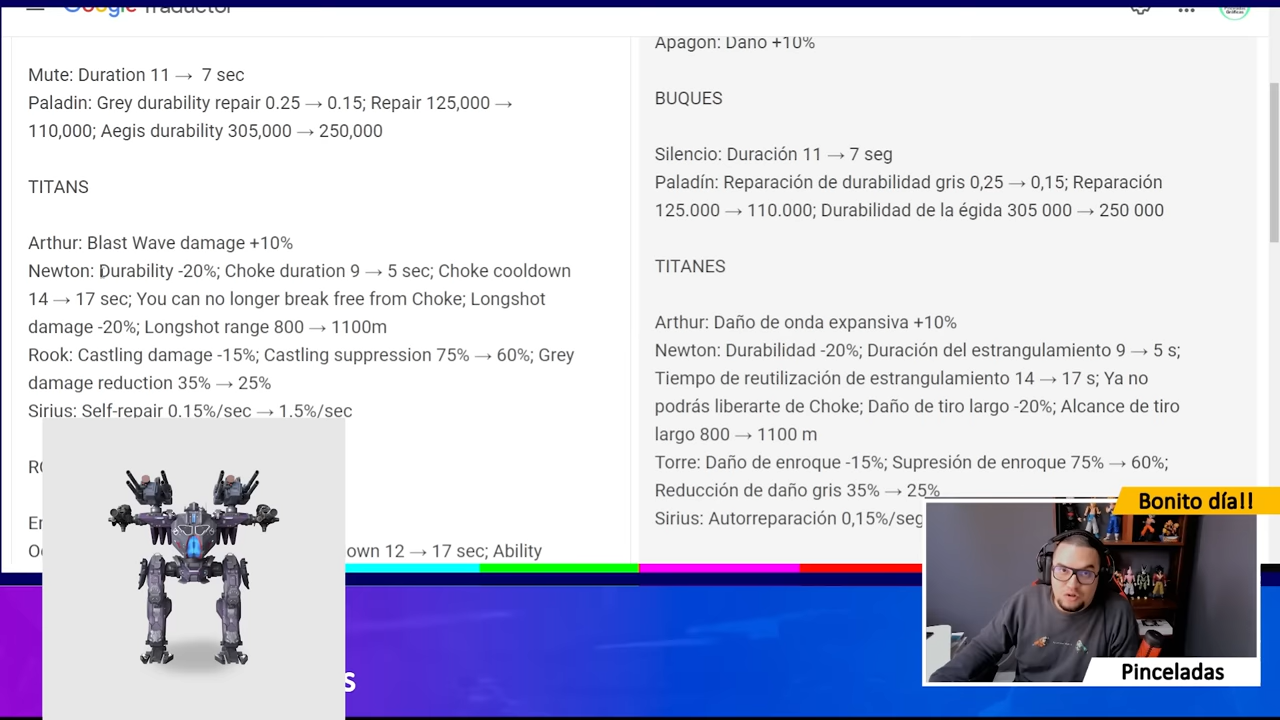 Google Traductor
Mute: Duration 11 → 7 sec
Paladin: Grey durability repair 0.25 → 0.15; Repair 125,000 →
110,000; Aegis durability 305,000 → 250,000
TITANS
Arthur: Blast Wave damage +10%
Newton: Durability -20%; Choke duration 9 → 5 sec; Choke cooldown
14 → 17 sec; You can no longer break free from Choke; Longshot
damage -20%; Longshot range 800 → 1100m
Rook: Castling damage -15%; Castling suppression 75% → 60%; Grey
damage reduction 35% → 25%
Sirius: Self-repair 0.15%/sec → 1.5%/sec
12 → 17 sec; Ability
Apagón: Daño +10%
BUQUES
Silencio: Duración 11 → 7 seg
Paladín: Reparación de durabilidad gris 0,25 → 0,15; Reparación
125.000 → 110.000; Durabilidad de la égida 305 000 → 250 000
TITANES
Arthur: Daño de onda expansiva +10%
Newton: Durabilidad -20%; Duración del estrangulamiento 9 → 5 s;
Tiempo de reutilización de estrangulamiento 14 → 17 s; Ya no
podrás liberarte de Choke; Daño de tiro largo -20%; Alcance de tiro
largo 800 → 1100 m
Torre: Daño de enroque -15%; Supresión de enroque 75% → 60%;
Reducción de daño gris 35% → 25%
Sirius: Autorreparación 0,15%/seg
Bonito día!!
Pinceladas